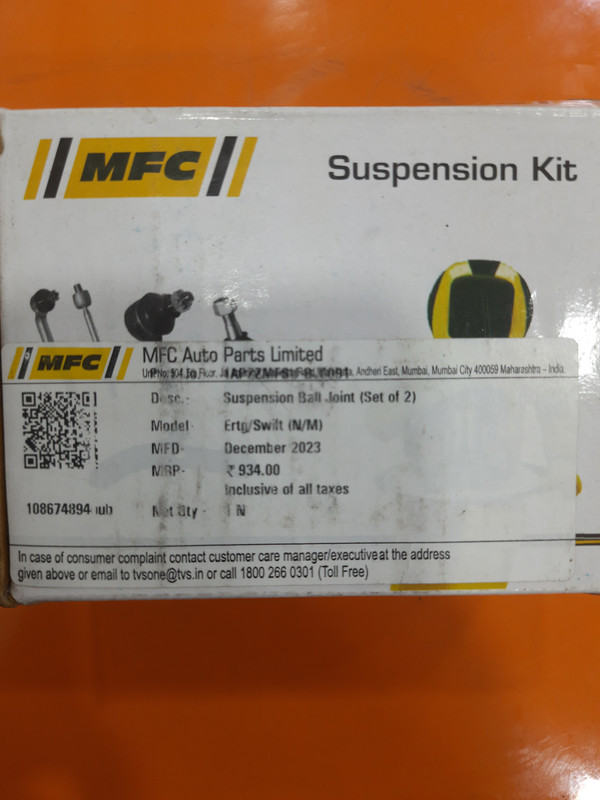 MFC
Suspension Kit
MFC
MFC Auto Parts Limited
Andheri East, Mumbai, Mumbai City 400059 Maharashtra – India.
Desc.- Suspension Ball Joint (Set of 2)
Model- Ertg/Swift (N/M)
MFD- December 2023
MRP- ₹ 934.00
Inclusive of all taxes
108674894
Net Qty - 1 N
In case of consumer complaint contact customer care manager/executive at the address
given above or email to tvsone@tvs.in or call 1800 266 0301 (Toll Free)